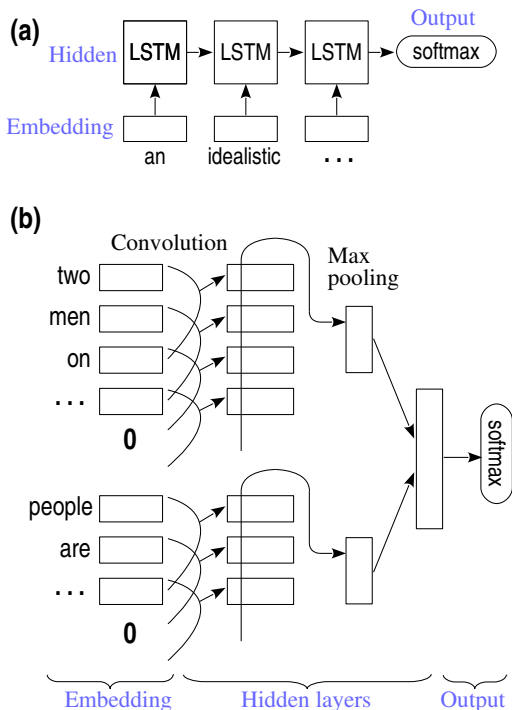 (a)
Output
Hidden LSTM LSTM LSTM softmax
Embedding
an idealistic ...
(b)
Convolution
Max
pooling
two
men
on
...
0
softmax
people
are
...
0
Embedding Hidden layers Output